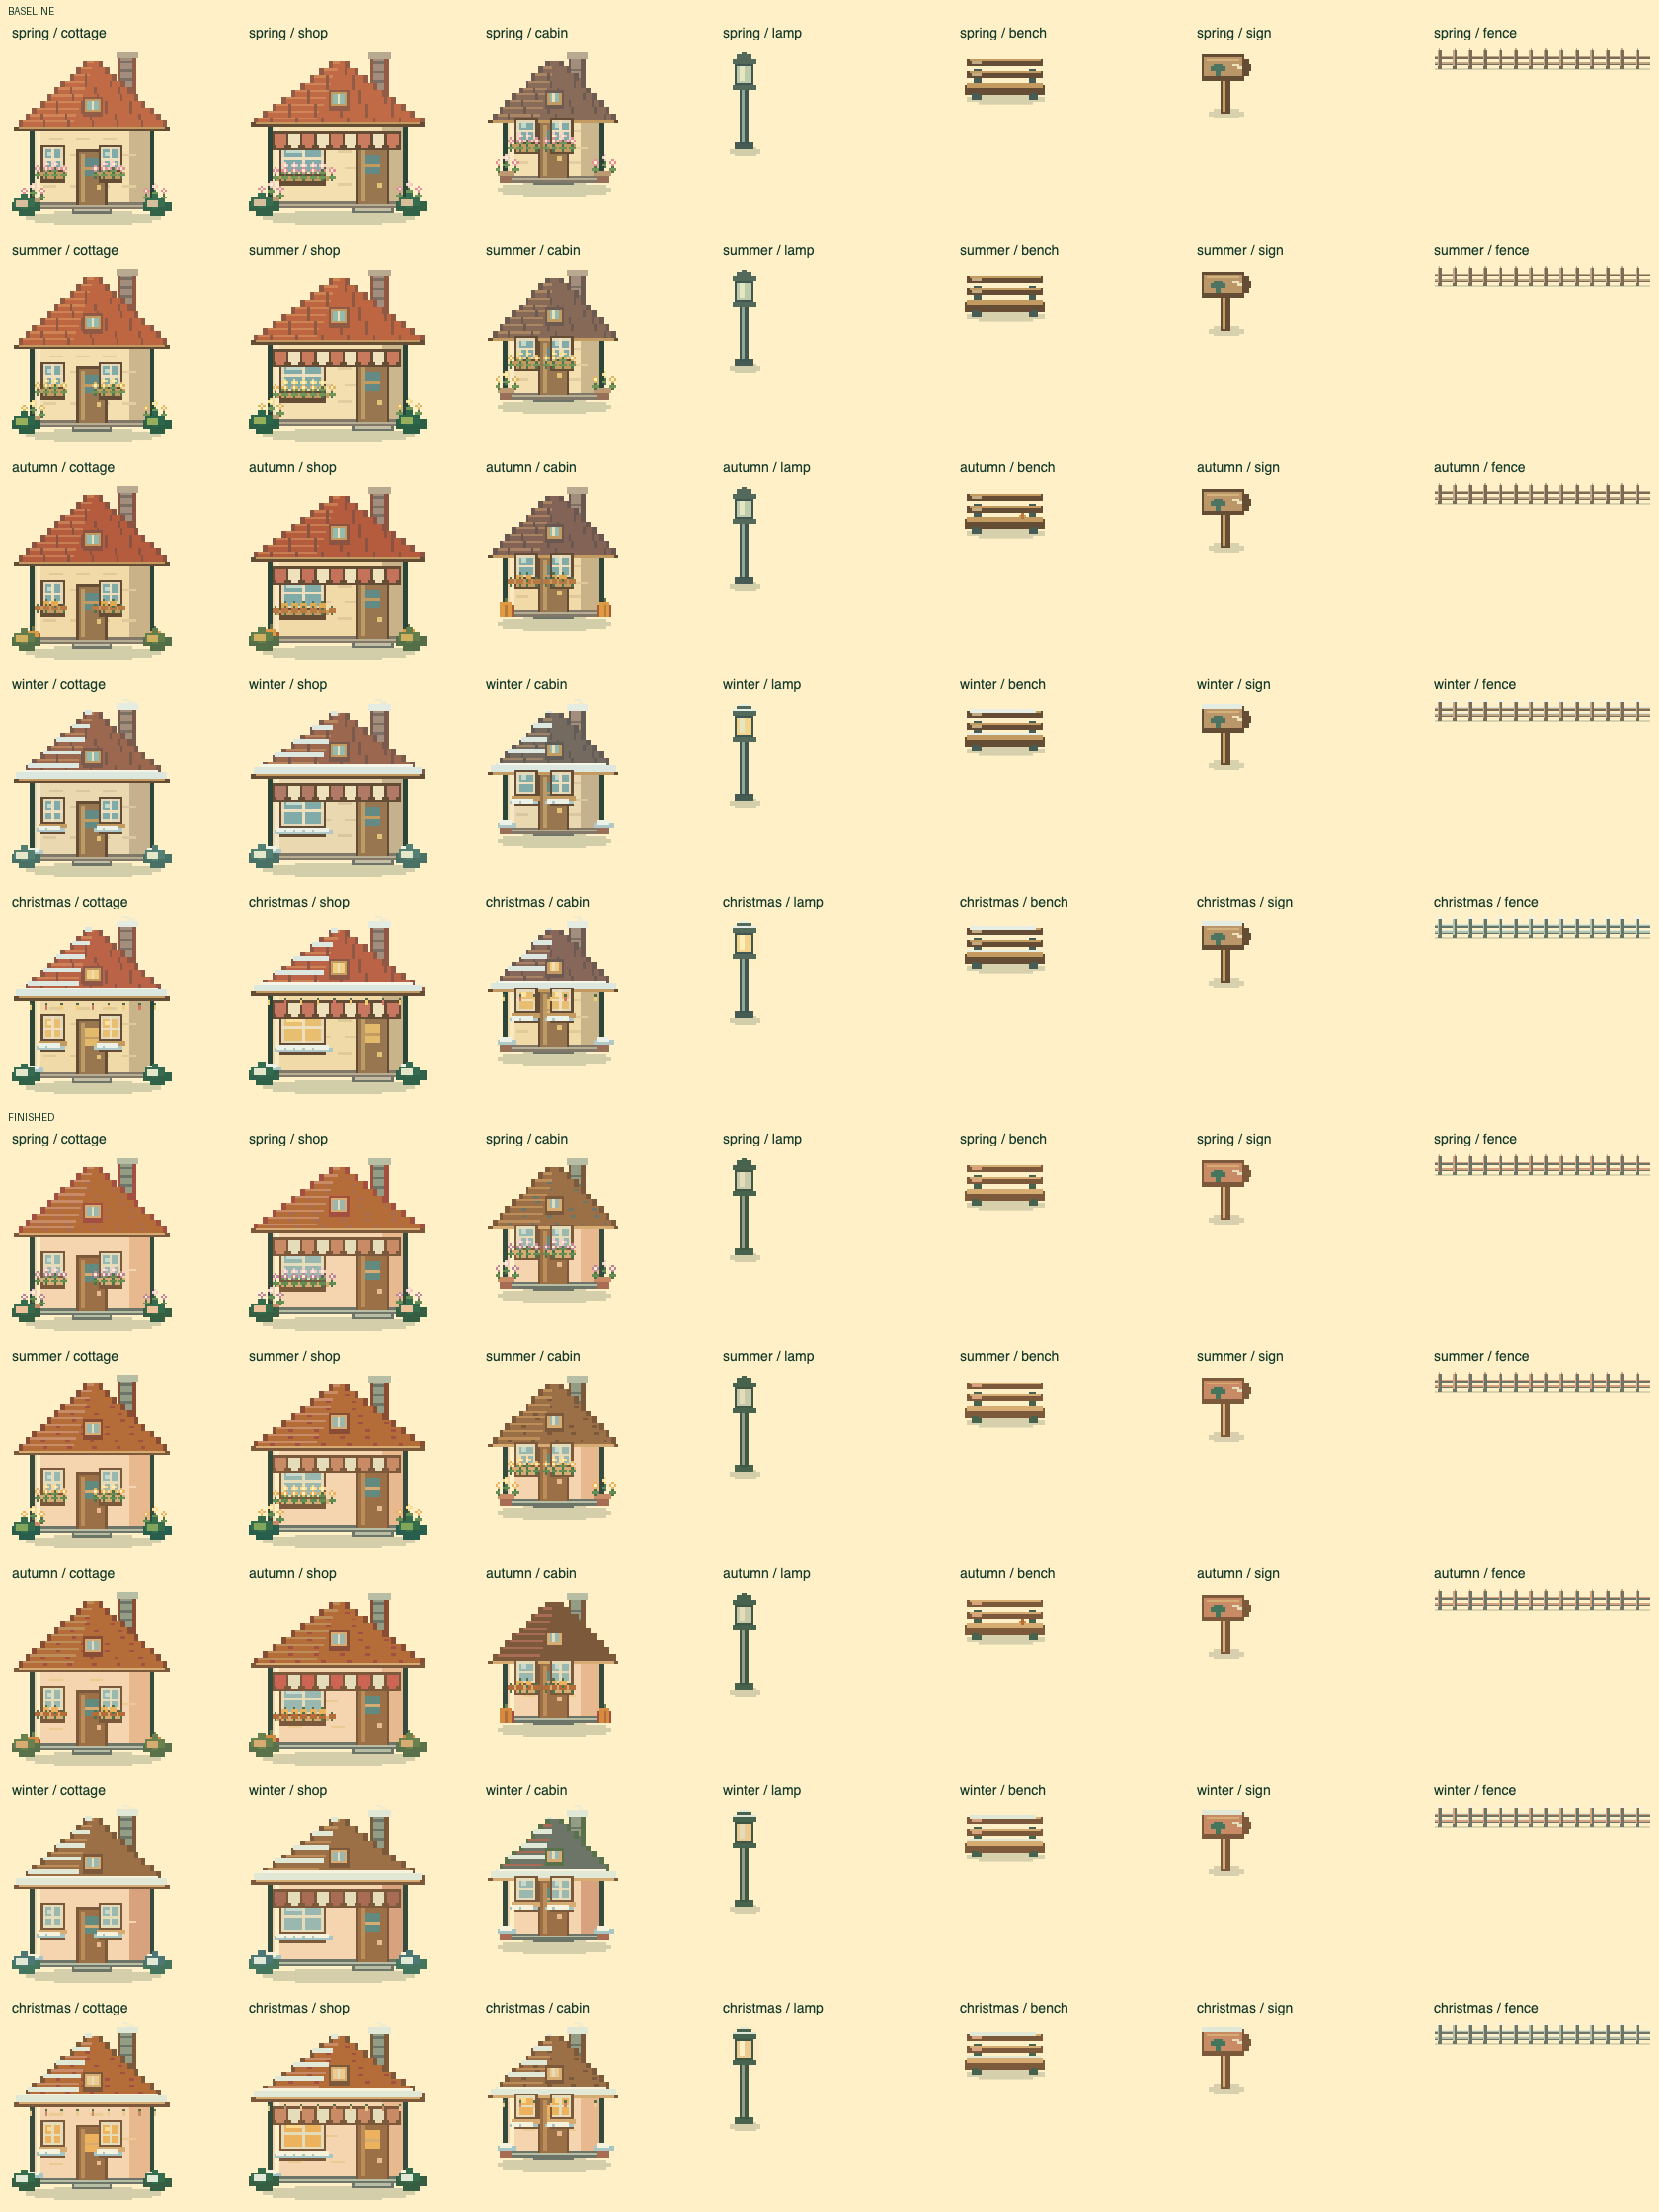 BASELINE
spring / cottage spring / shop spring / cabin spring / lamp spring / bench spring / sign spring / fence
summer / cottage summer / shop summer / cabin summer / lamp summer / bench summer / sign summer / fence
autumn / cottage autumn / shop autumn / cabin autumn / lamp autumn / bench autumn / sign autumn / fence
winter / cottage winter / shop winter / cabin winter / lamp winter / bench winter / sign winter / fence
christmas / cottage christmas / shop christmas / cabin christmas / lamp christmas / bench christmas / sign christmas / fence
FINISHED
spring / cottage spring / shop spring / cabin spring / lamp spring / bench spring / sign spring / fence
summer / cottage summer / shop summer / cabin summer / lamp summer / bench summer / sign summer / fence
autumn / cottage autumn / shop autumn / cabin autumn / lamp autumn / bench autumn / sign autumn / fence
winter / cottage winter / shop winter / cabin winter / lamp winter / bench winter / sign winter / fence
christmas / cottage christmas / shop christmas / cabin christmas / lamp christmas / bench christmas / sign christmas / fence